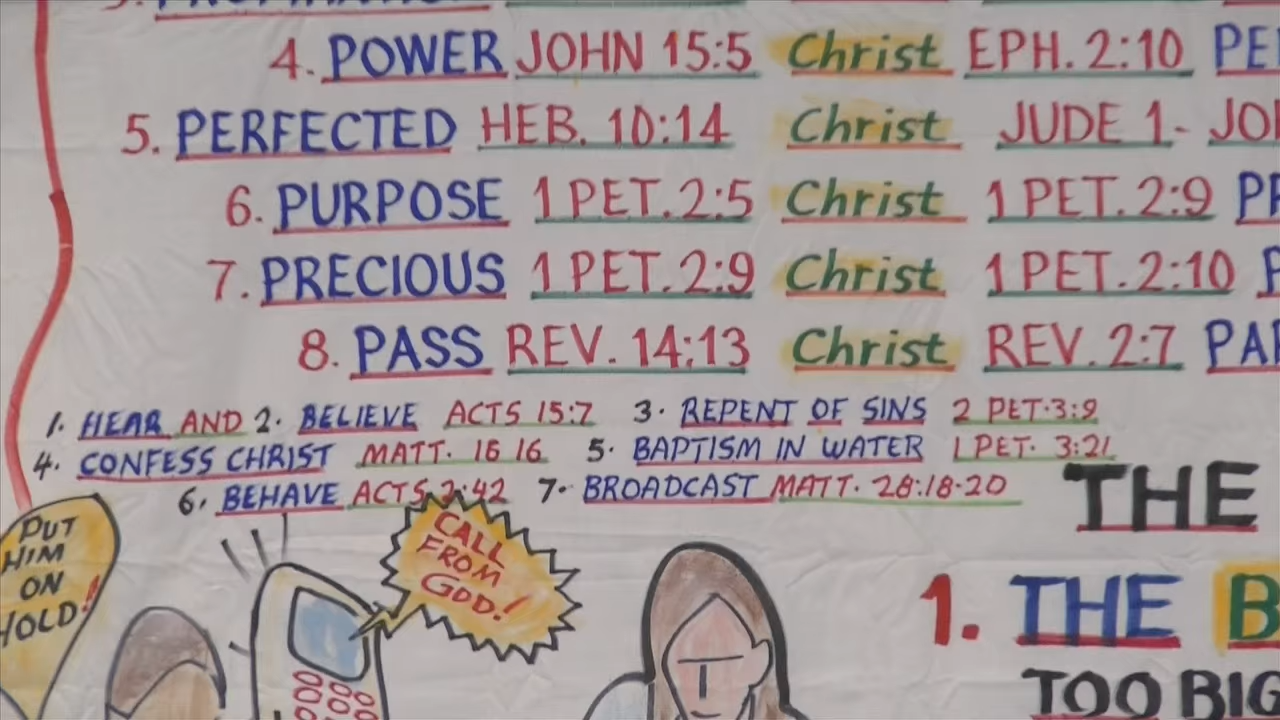 4. POWER JOHN 15:5 Christ EPH. 2:10
5. PERFECTED HEB. 10:14 Christ JUDE 1-
6. PURPOSE 1 PET. 2:5 Christ 1 PET. 2:9
7. PRECIOUS 1 PET. 2:9 Christ 1 PET. 2:10
8. PASS REV. 14:13 Christ REV. 2:7
1. HEAR AND 2. BELIEVE ACTS 15:7 3. REPENT OF SINS 2 PET. 3:9
4. CONFESS CHRIST MATT. 16 16 5. BAPTISM IN WATER 1 PET. 3:21
6. BEHAVE ACTS 2:42 7. BROADCAST MATT. 28:18-20
THE
PUT
HIM
ON
HOLD!
CALL
FROM
GOD!
1. THE
TOO BIG